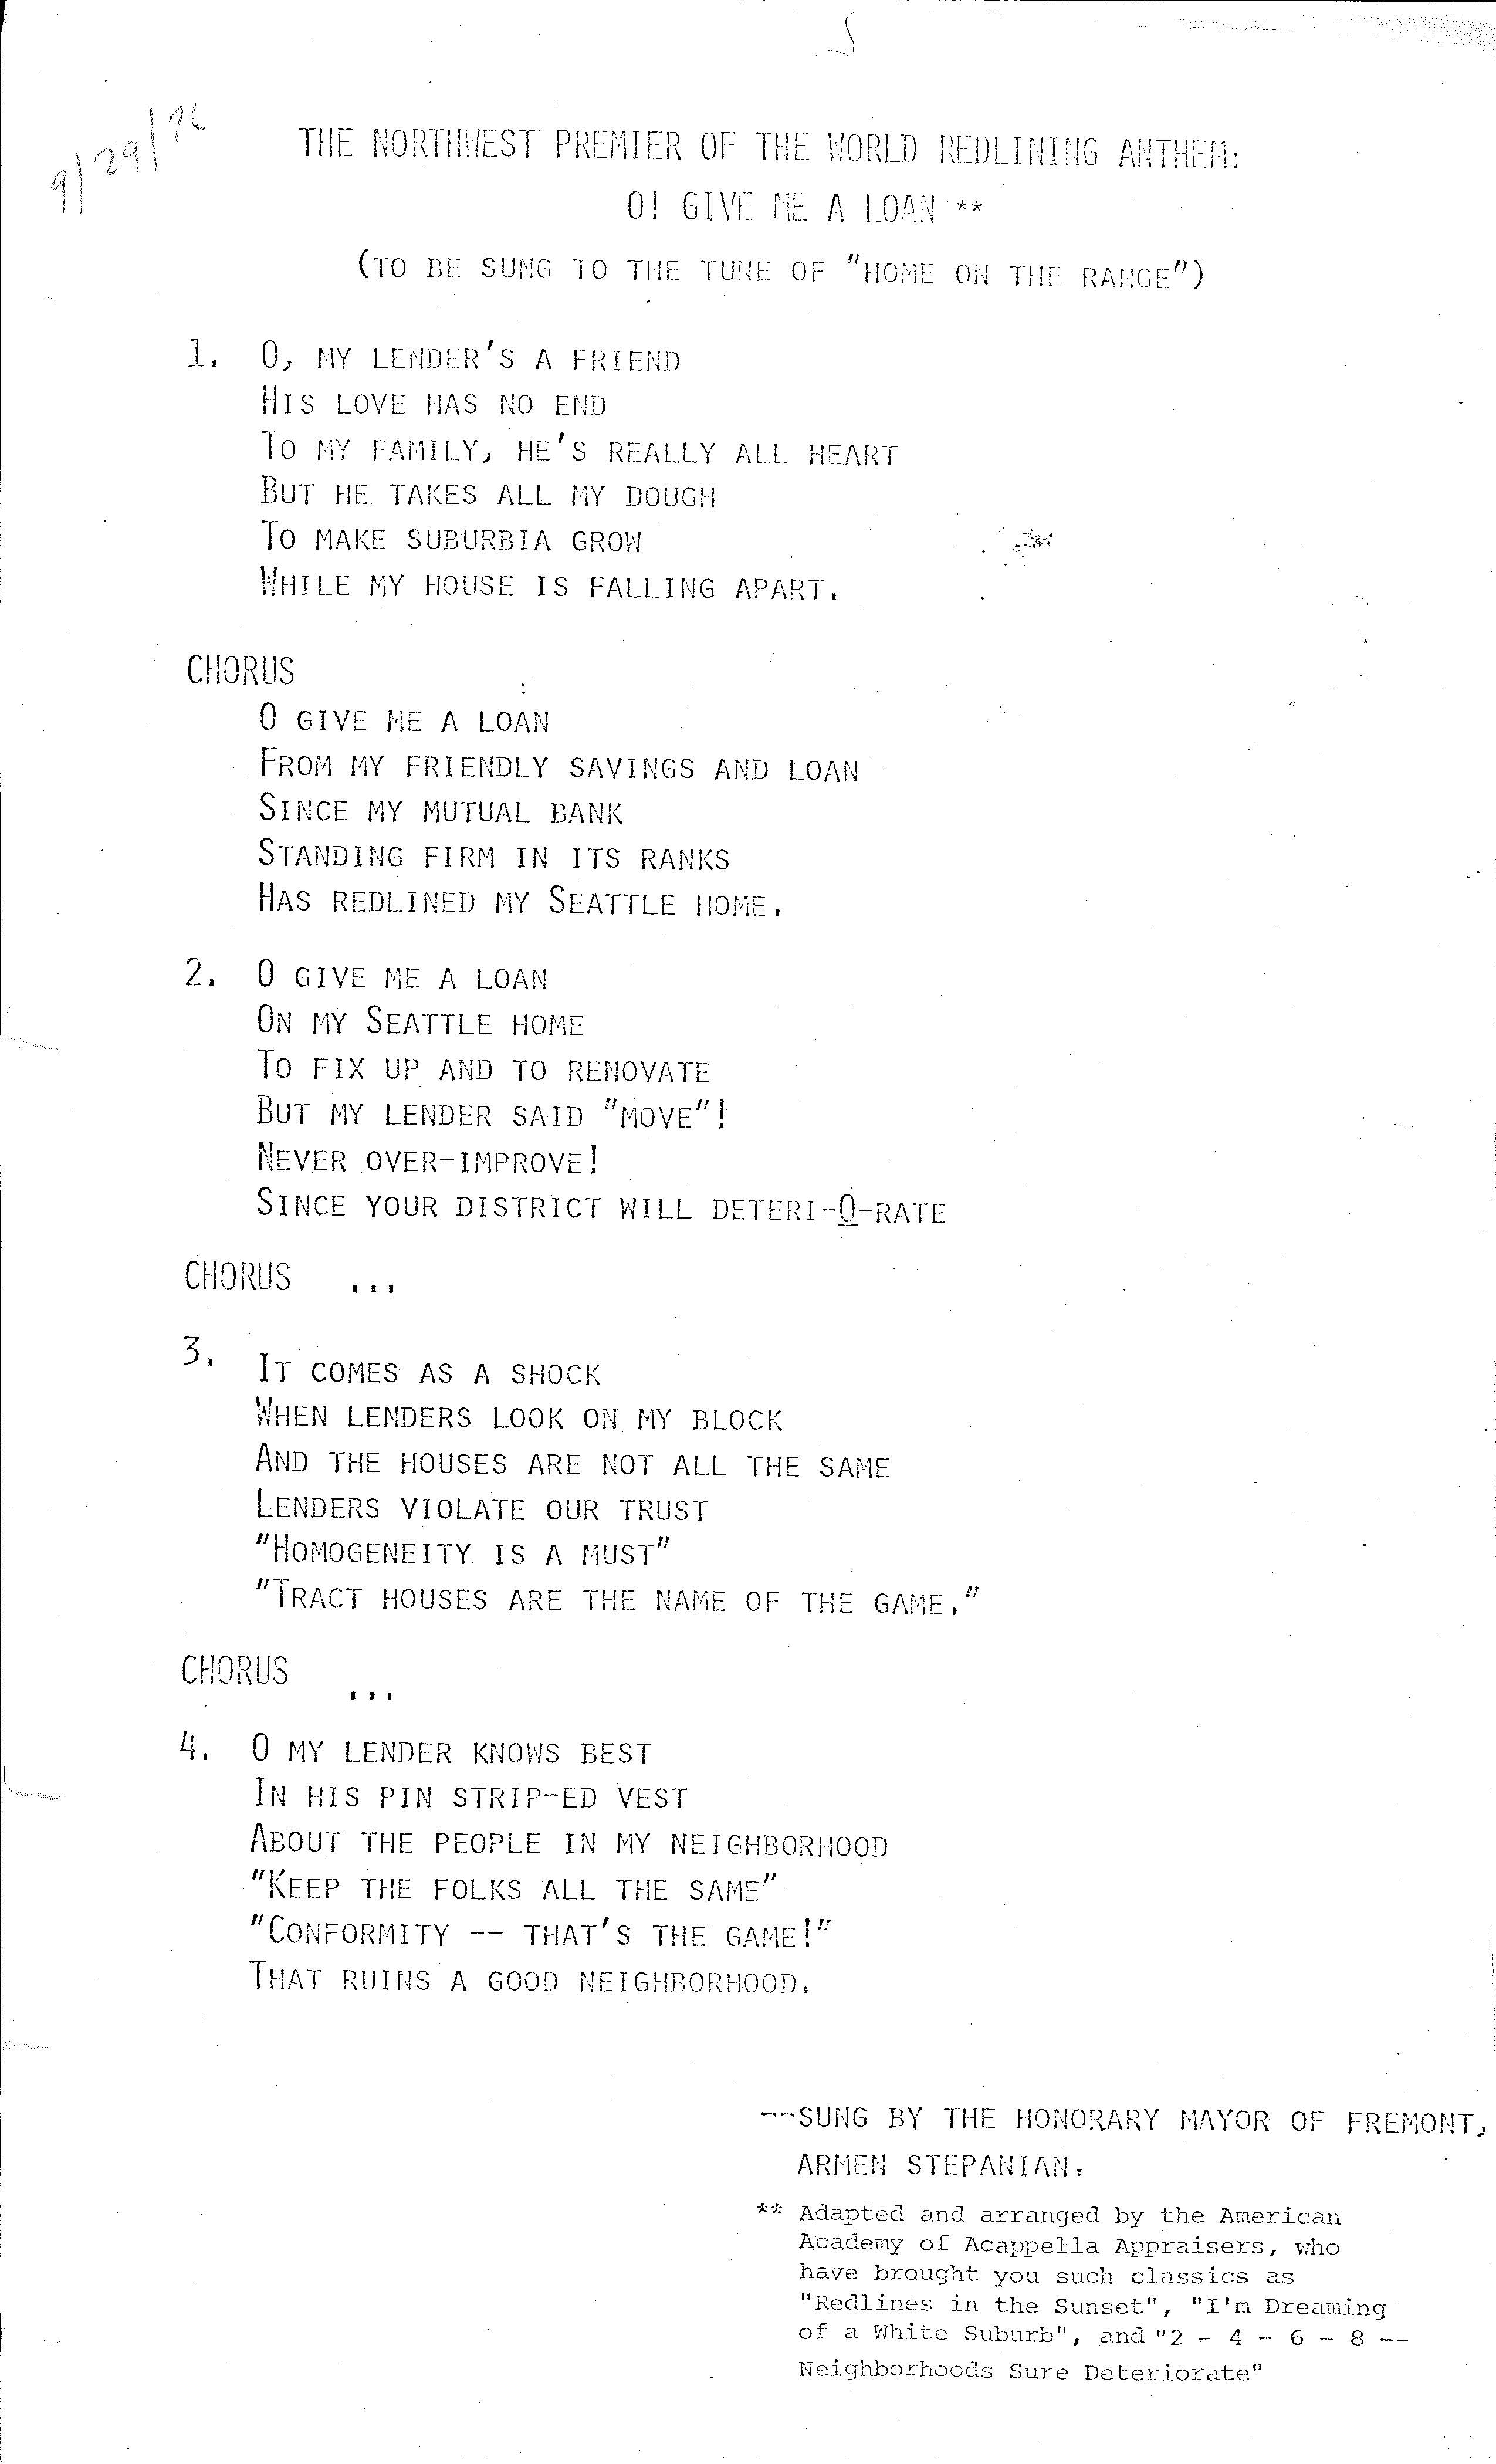 9/29/76
THE NORTHWEST PREMIER OF THE WORLD REDLINING ANTHEM:
O! GIVE ME A LOAN **
(TO BE SUNG TO THE TUNE OF "HOME ON THE RANGE")
1. O, MY LENDER'S A FRIEND
HIS LOVE HAS NO END
TO MY FAMILY, HE'S REALLY ALL HEART
BUT HE TAKES ALL MY DOUGH
TO MAKE SUBURBIA GROW
WHILE MY HOUSE IS FALLING APART.
CHORUS
O GIVE ME A LOAN
FROM MY FRIENDLY SAVINGS AND LOAN
SINCE MY MUTUAL BANK
STANDING FIRM IN ITS RANKS
HAS REDLINED MY SEATTLE HOME.
2. O GIVE ME A LOAN
ON MY SEATTLE HOME
TO FIX UP AND TO RENOVATE
BUT MY LENDER SAID "MOVE"!
NEVER OVER-IMPROVE!
SINCE YOUR DISTRICT WILL DETERI-O-RATE
CHORUS ...
3. IT COMES AS A SHOCK
WHEN LENDERS LOOK ON MY BLOCK
AND THE HOUSES ARE NOT ALL THE SAME
LENDERS VIOLATE OUR TRUST
"HOMOGENEITY IS A MUST"
"TRACT HOUSES ARE THE NAME OF THE GAME."
CHORUS ...
4. O MY LENDER KNOWS BEST
IN HIS PIN STRIP-ED VEST
ABOUT THE PEOPLE IN MY NEIGHBORHOOD
"KEEP THE FOLKS ALL THE SAME"
"CONFORMITY -- THAT'S THE GAME!"
THAT RUINS A GOOD NEIGHBORHOOD.
--SUNG BY THE HONORARY MAYOR OF FREMONT,
ARMEN STEPANIAN.
** Adapted and arranged by the American
Academy of Acappella Appraisers, who
have brought you such classics as
"Redlines in the Sunset", "I'm Dreaming
of a White Suburb", and "2 - 4 - 6 - 8 --
Neighborhoods Sure Deteriorate"